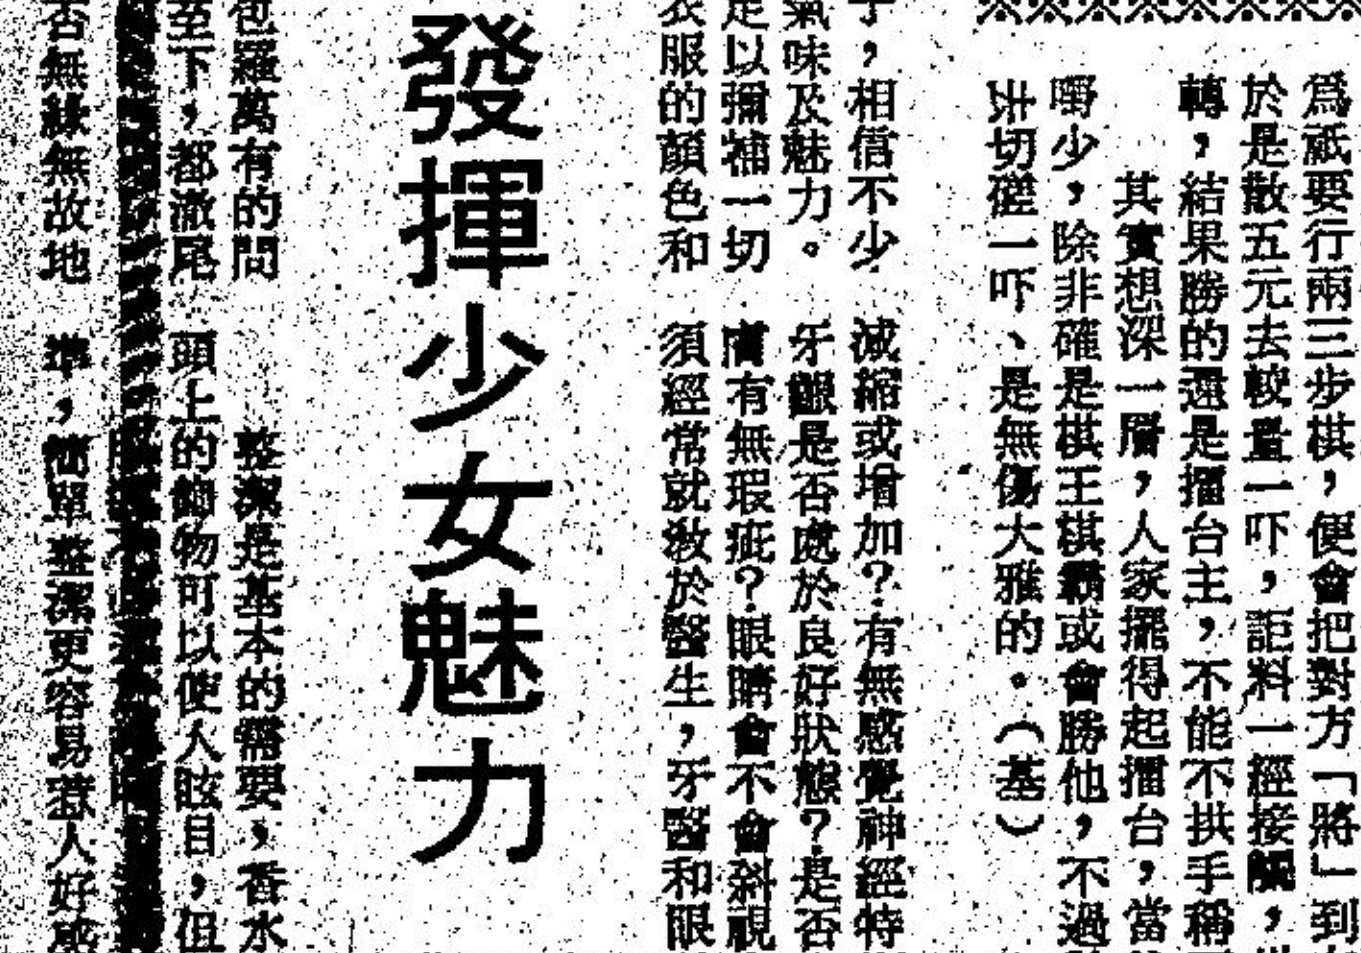 爲祇要行兩三步棋，便會把對方「將」到
於是散五元去較量一吓，詎料一經接觸，
轉，結果勝的還是擂台主，不能不拱手稱
其實想深一層，人家擺得起擂台，當
嘢少，除非確是棋王棋霸或會勝他，不過
切磋一吓、是無傷大雅的．（基）
子，相信不少
氣味及魅力。
足以彌補一切
衣服的顏色和
減縮或增加？有無感覺神經特
牙齦是否處於良好狀態？是否
膚有無瑕疵？眼睛會不會斜視
須經常就敎於醫生，牙醫和眼
發揮少女魅力
包羅萬有的問
至下，都澈尾
否無緣無故地
整潔是基本的需要，香水
頭上的飾物可以使人眩目，但
準，簡單整潔更容易惹人好感